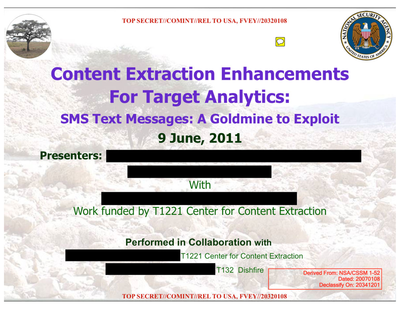 TOP SECRET//COMINT//REL TO USA, FVEY//20320108
Content Extraction Enhancements
For Target Analytics:
SMS Text Messages: A Goldmine to Exploit
9 June, 2011
Presenters:
With
Work funded by T1221 Center for Content Extraction
Performed in Collaboration with
T1221 Center for Content Extraction
T132 Dishfire
Derived From: NSA/CSSM 1-52
Dated: 20070108
Declassify On: 20341201
TOP SECRET//COMINT//REL TO USA, FVEY//20320108